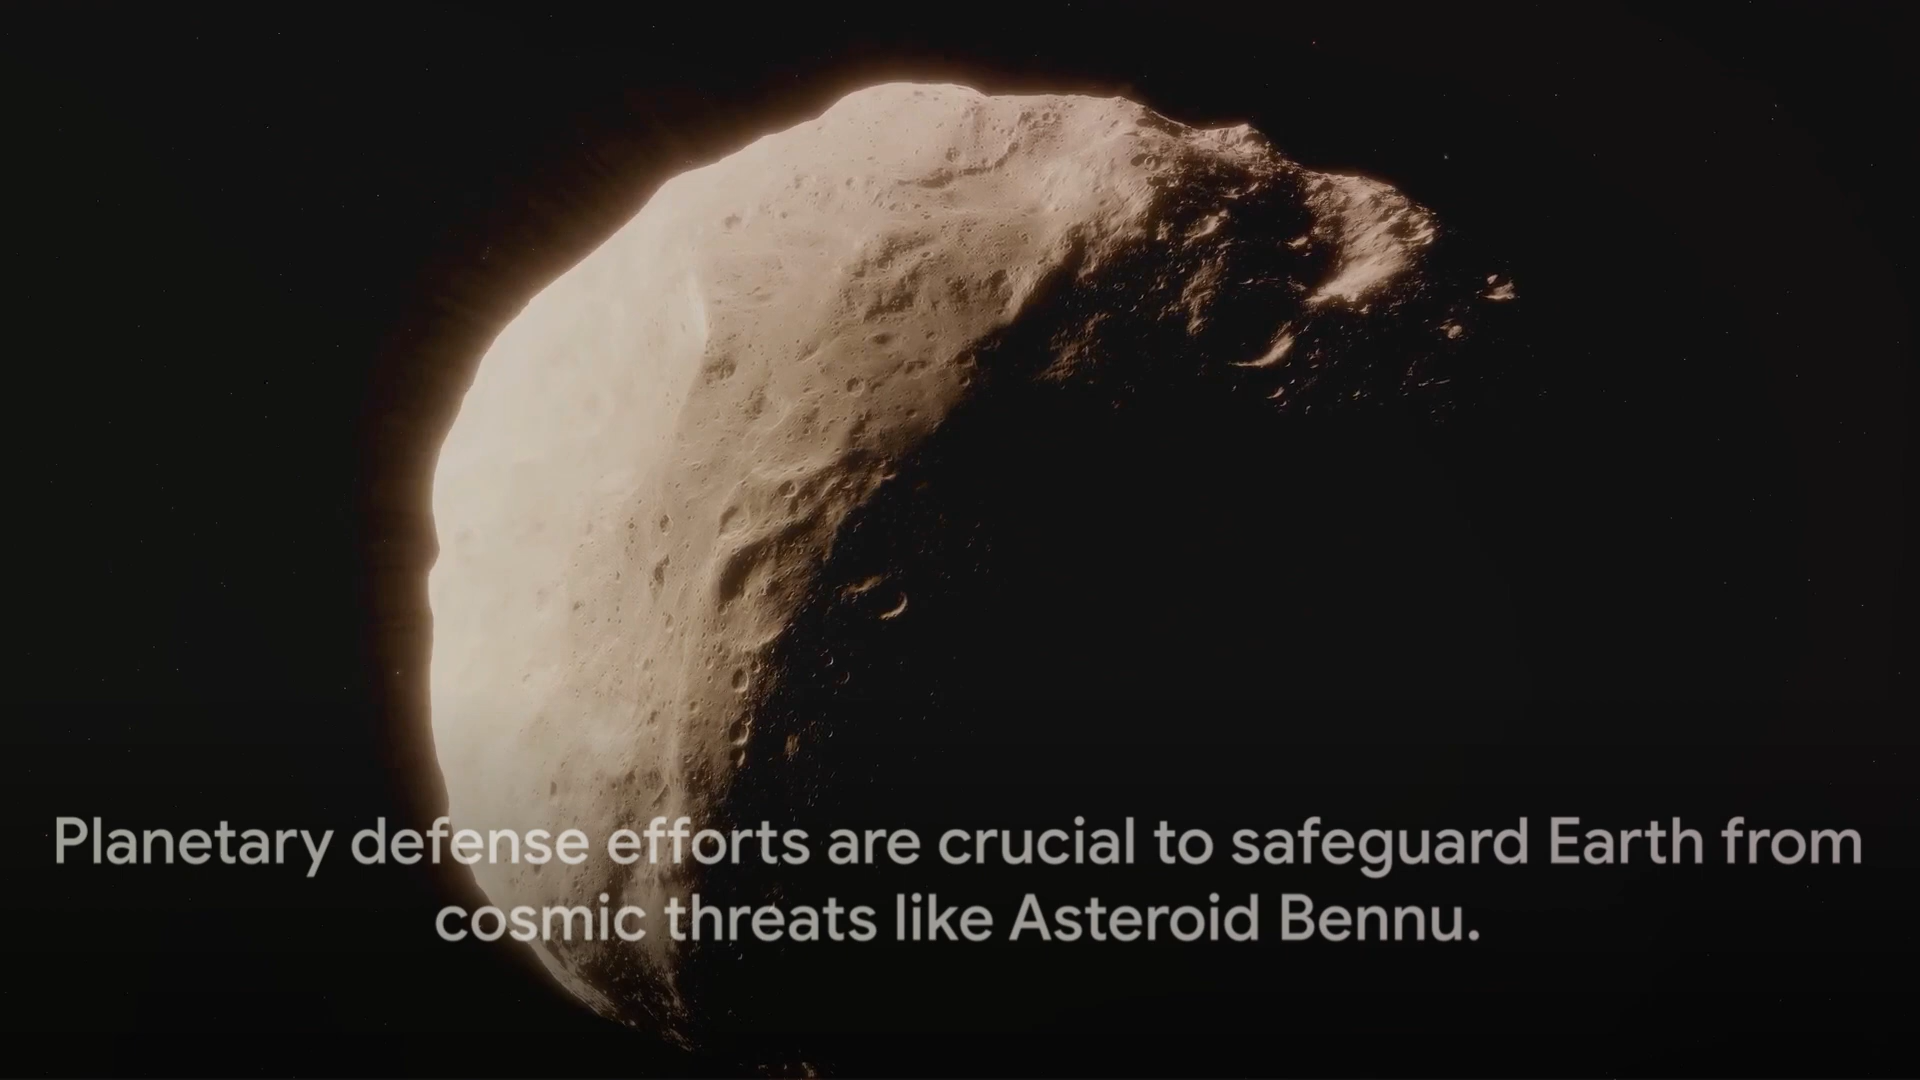 Planetary defense efforts are crucial to safeguard Earth from
cosmic threats like Asteroid Bennu.